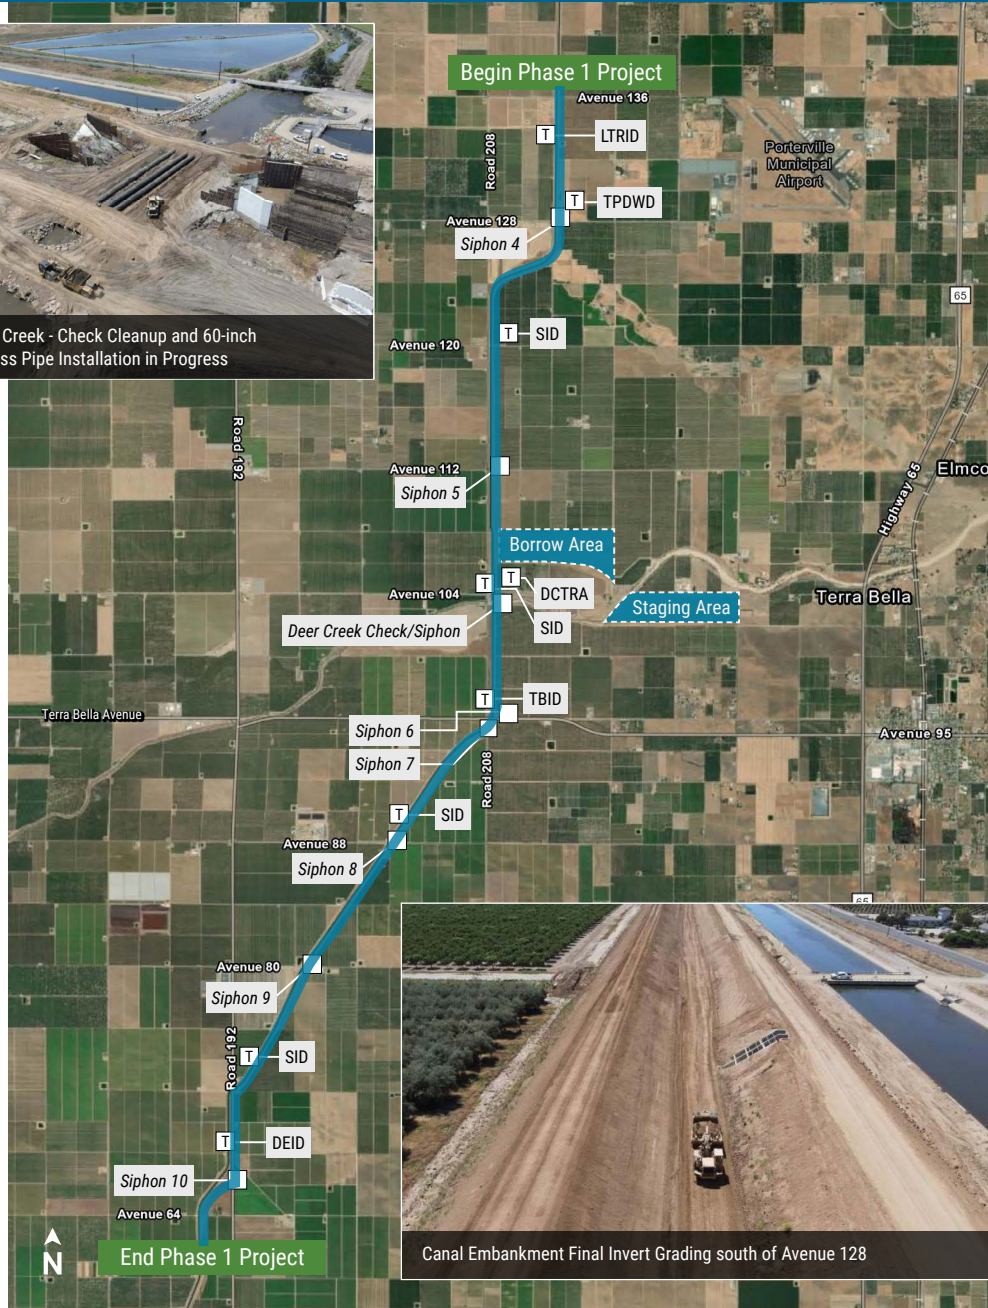 Begin Phase 1 Project
Avenue 136
T
LTRID
Road 208
Porterville
Municipal
Airport
T
TPDWD
Avenue 128
Siphon 4
65
Creek - Check Cleanup and 60-inch
ss Pipe Installation in Progress
T
SID
Avenue 120
Road 192
Avenue 112
Siphon 5
Highway 65
Elmco
Borrow Area
T
T
DCTRA
Avenue 104
Staging Area
Terra Bella
SID
Deer Creek Check/Siphon
T
TBID
Terra Bella Avenue
Siphon 6
Avenue 95
Siphon 7
Road 208
T
SID
Avenue 88
Siphon 8
65
Avenue 80
Siphon 9
Road 192
T
SID
T
DEID
Siphon 10
Avenue 64
N
End Phase 1 Project
Canal Embankment Final Invert Grading south of Avenue 128